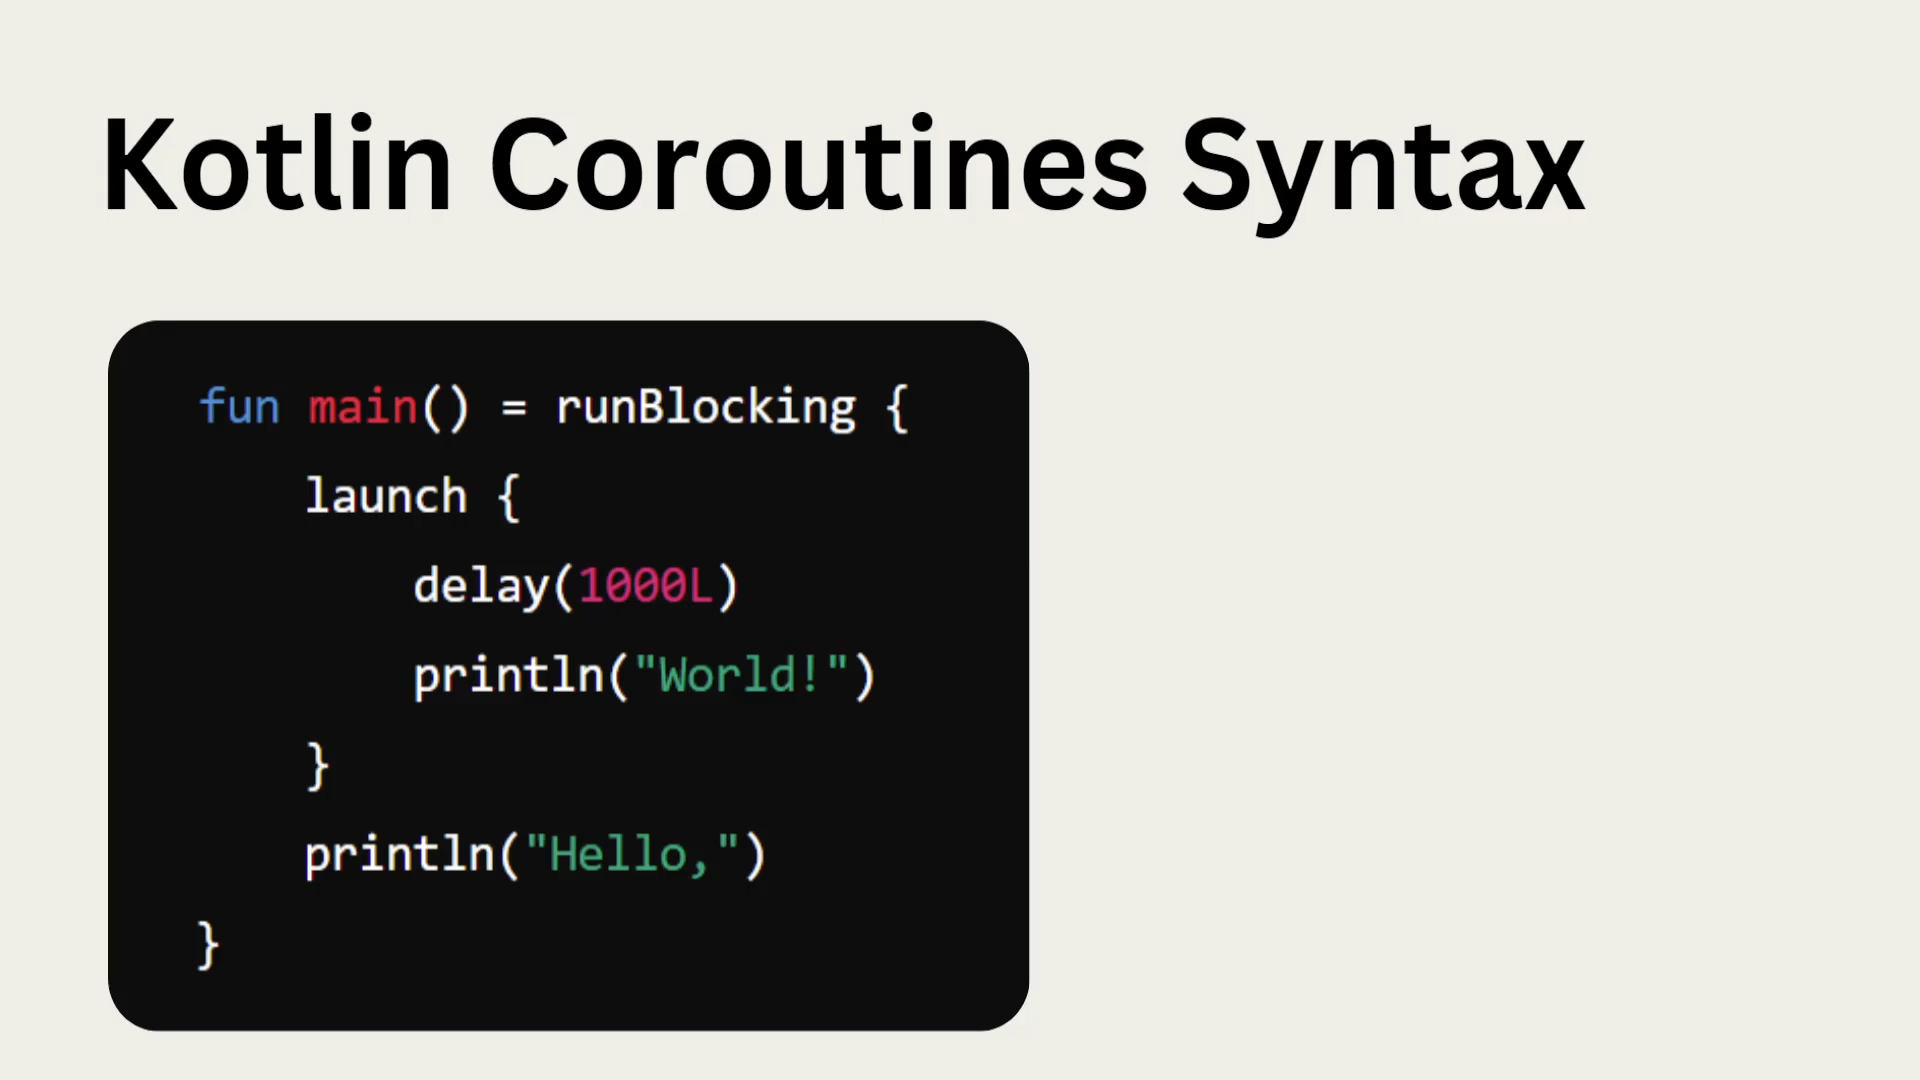 Kotlin Coroutines Syntax
fun main() = runBlocking {
    launch {
        delay(1000L)
        println("World!")
    }
    println("Hello,")
}